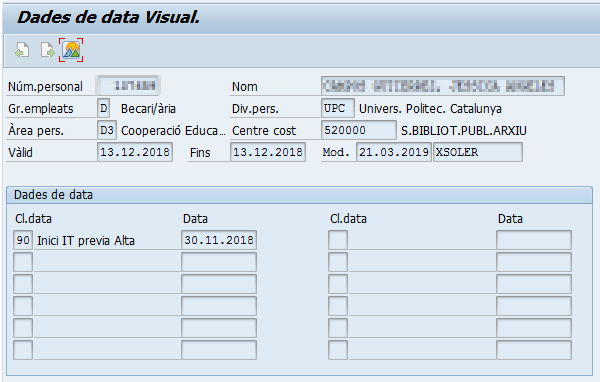 Dades de data Visual.
Núm.personal Nom
Gr.empleats D Becari/ària Div.pers. UPC Univers. Politec. Catalunya
Àrea pers. D3 Cooperació Educa… Centre cost 520000 S.BIBLIOT.PUBL.ARXIU
Vàlid 13.12.2018 Fins 13.12.2018 Mod. 21.03.2019 XSOLER
Dades de data
Cl.data Data Cl.data Data
90 Inici IT previa Alta 30.11.2018